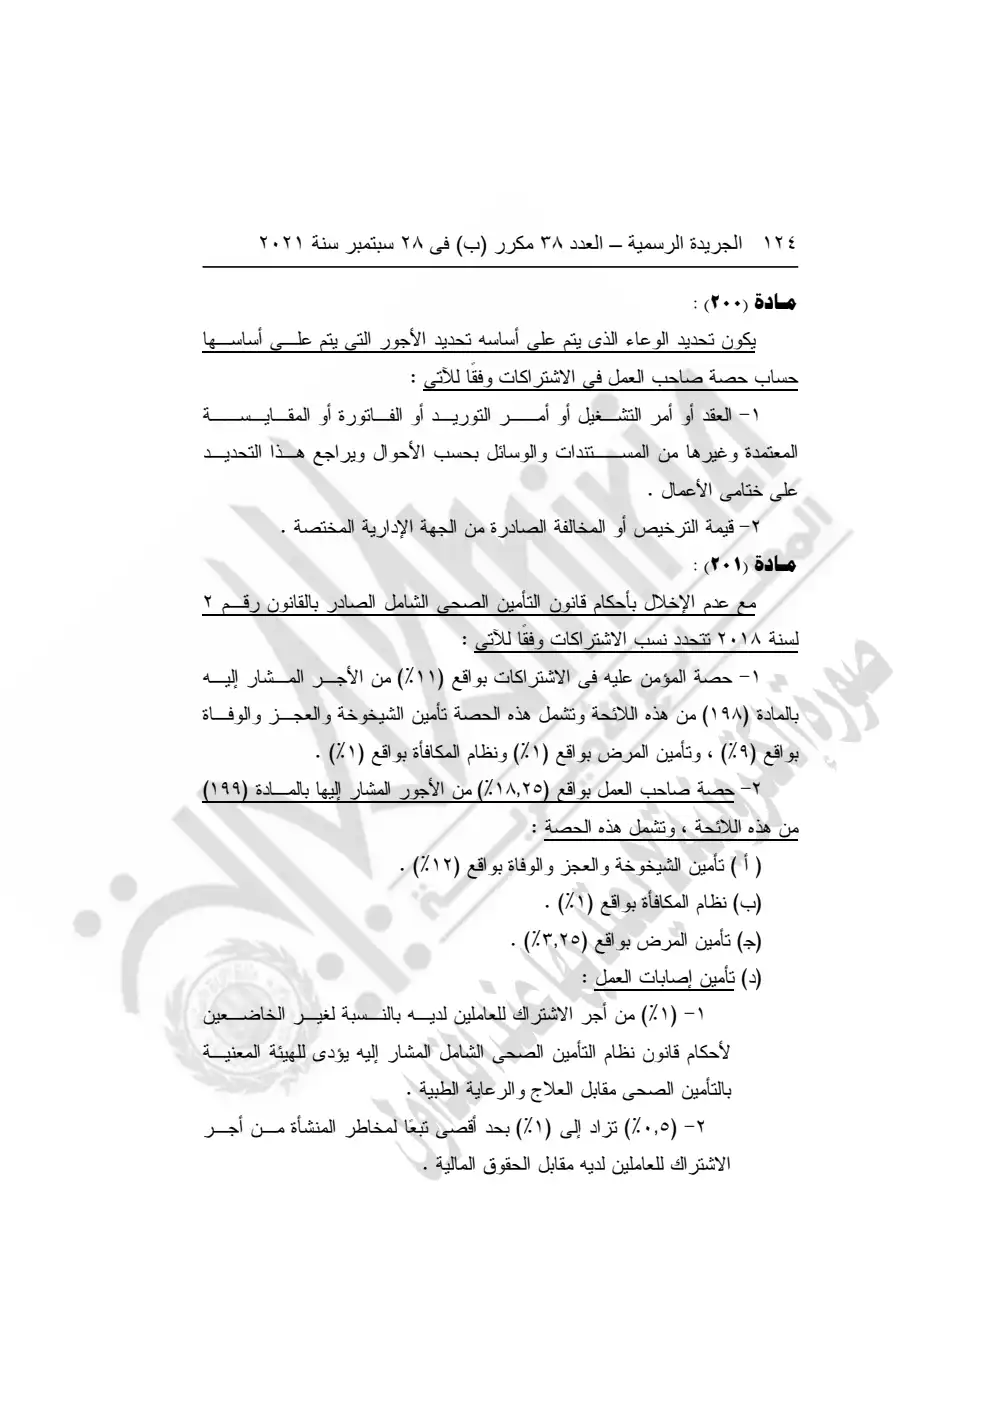 ١٢٤ الجريدة الرسمية – العدد ٣٨ مكرر (ب) فى ٢٨ سبتمبر سنة ٢٠٢١
مادة (٢٠٠) :
يكون تحديد الوعاء الذى يتم على أساسه تحديد الأجور التى يتم على أساسها
حساب حصة صاحب العمل فى الاشتراكات وفقًا للآتى :
١- العقد أو أمر التشغيل أو أمر التوريد أو الفاتورة أو المقايسة
المعتمدة وغيرها من المستندات والوسائل بحسب الأحوال ويراجع هذا التحديد
على ختامى الأعمال .
٢- قيمة الترخيص أو المخالفة الصادرة من الجهة الإدارية المختصة .
مادة (٢٠١) :
مع عدم الإخلال بأحكام قانون التأمين الصحى الشامل الصادر بالقانون رقم ٢
لسنة ٢٠١٨ تتحدد نسب الاشتراكات وفقًا للآتى :
١- حصة المؤمن عليه فى الاشتراكات بواقع (١١٪) من الأجر المشار إليه
بالمادة (١٩٨) من هذه اللائحة وتشمل هذه الحصة تأمين الشيخوخة والعجز والوفاة
بواقع (٩٪) ، وتأمين المرض بواقع (١٪) ونظام المكافأة بواقع (١٪) .
٢- حصة صاحب العمل بواقع (١٨,٢٥٪) من الأجور المشار إليها بالمادة (١٩٩)
من هذه اللائحة ، وتشمل هذه الحصة :
( أ ) تأمين الشيخوخة والعجز والوفاة بواقع (١٢٪) .
(ب) نظام المكافأة بواقع (١٪) .
(ج) تأمين المرض بواقع (٣,٢٥٪) .
(د) تأمين إصابات العمل :
١- (١٪) من أجر الاشتراك للعاملين لديه بالنسبة لغير الخاضعين
لأحكام قانون نظام التأمين الصحى الشامل المشار إليه يؤدى للهيئة المعنية
بالتأمين الصحى مقابل العلاج والرعاية الطبية .
٢- (٠,٥٪) تزاد إلى (١٪) بحد أقصى تبعًا لمخاطر المنشأة من أجر
الاشتراك للعاملين لديه مقابل الحقوق المالية .